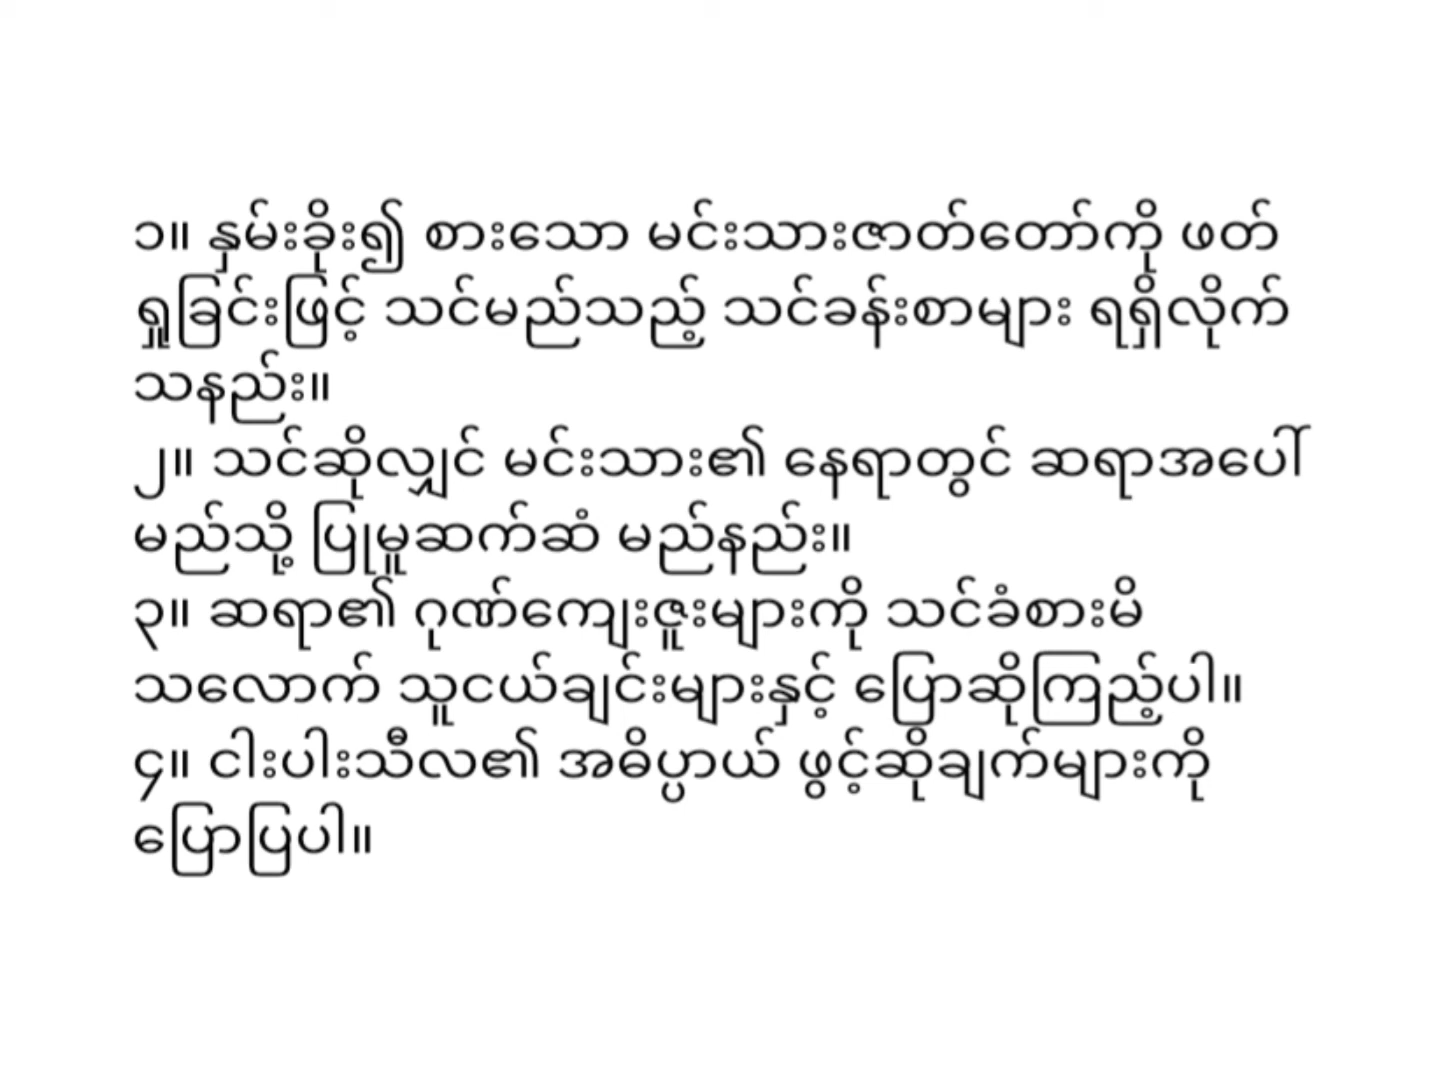 ၁။ နှမ်းခိုး၍ စားသော မင်းသားဇာတ်တော်ကို ဖတ်
ရှုခြင်းဖြင့် သင်မည်သည့် သင်ခန်းစာများ ရရှိလိုက်
သနည်း။
၂။ သင်ဆိုလျှင် မင်းသား၏ နေရာတွင် ဆရာအပေါ်
မည်သို့ ပြုမူဆက်ဆံ မည်နည်း။
၃။ ဆရာ၏ ဂုဏ်ကျေးဇူးများကို သင်ခံစားမိ
သလောက် သူငယ်ချင်းများနှင့် ပြောဆိုကြည့်ပါ။
၄။ ငါးပါးသီလ၏ အဓိပ္ပာယ် ဖွင့်ဆိုချက်များကို
ပြောပြပါ။